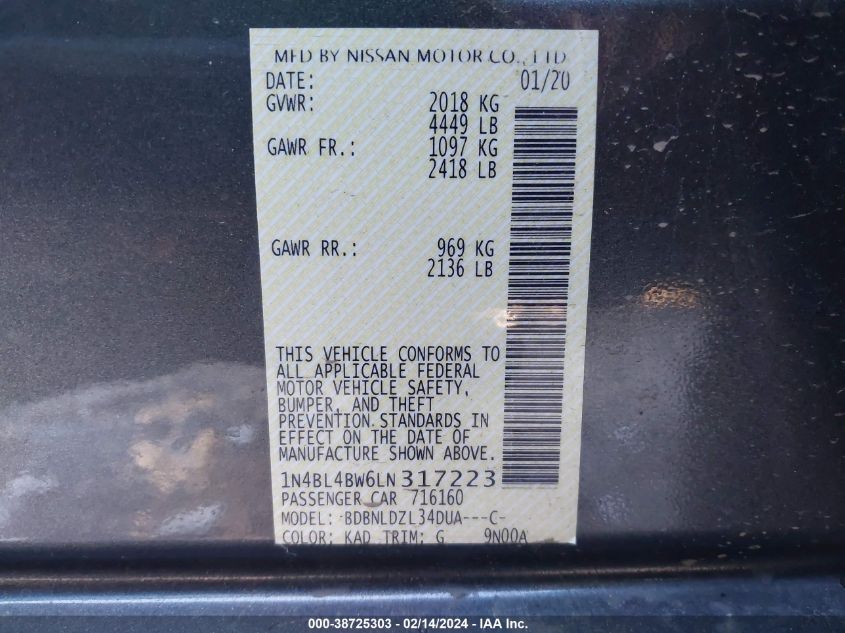 MFD BY NISSAN MOTOR CO., LTD
DATE: 01/20
GVWR: 2018 KG
4449 LB
GAWR FR.: 1097 KG
2418 LB
GAWR RR.: 969 KG
2136 LB
THIS VEHICLE CONFORMS TO
ALL APPLICABLE FEDERAL
MOTOR VEHICLE SAFETY,
BUMPER, AND THEFT
PREVENTION STANDARDS IN
EFFECT ON THE DATE OF
MANUFACTURE SHOWN ABOVE.
1N4BL4BW6LN317223
PASSENGER CAR 716160
MODEL: BDBNLDZL34DUA---C-
COLOR: KAD TRIM: G 9N00A
000-38725303 - 02/14/2024 - IAA Inc.